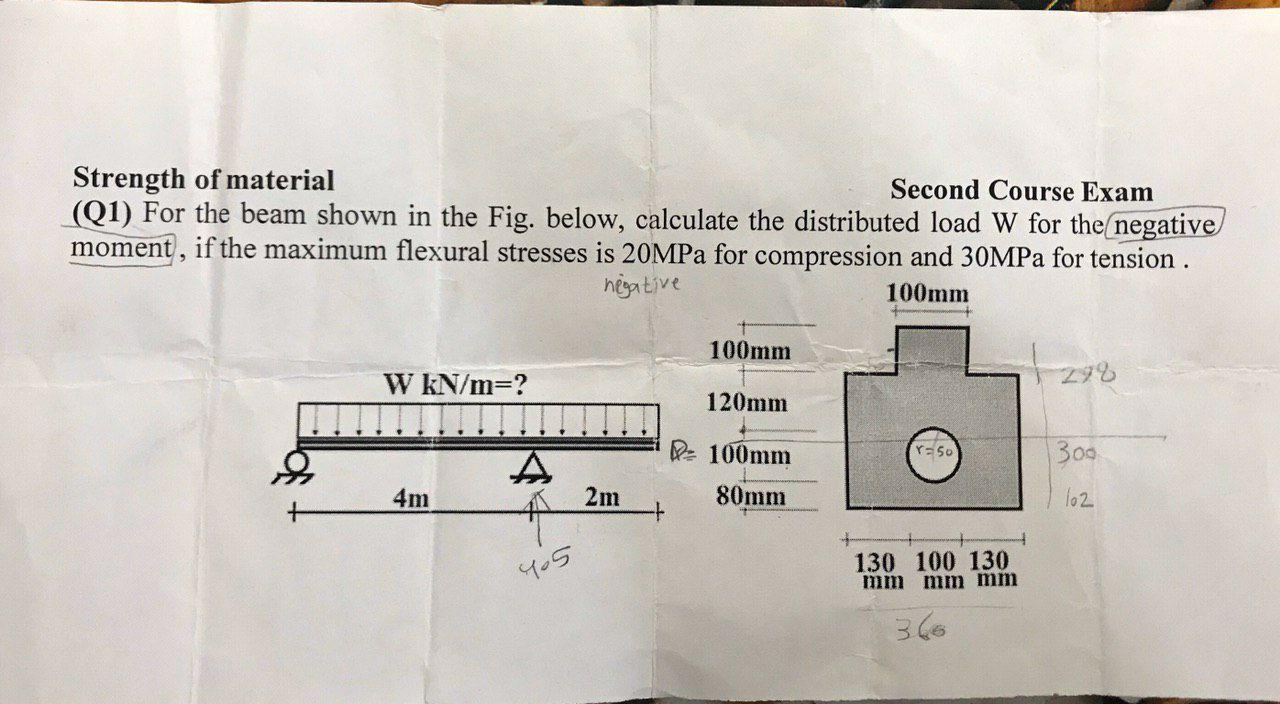 Strength of material
Second Course Exam
(Q1) For the beam shown in the Fig. below, calculate the distributed load W for the negative
moment , if the maximum flexural stresses is 20MPa for compression and 30MPa for tension .
negative
100mm
100mm
298
W kN/m=?
120mm
r=50
100mm
300
4m
2m
80mm
102
405
130 100 130
mm mm mm
360